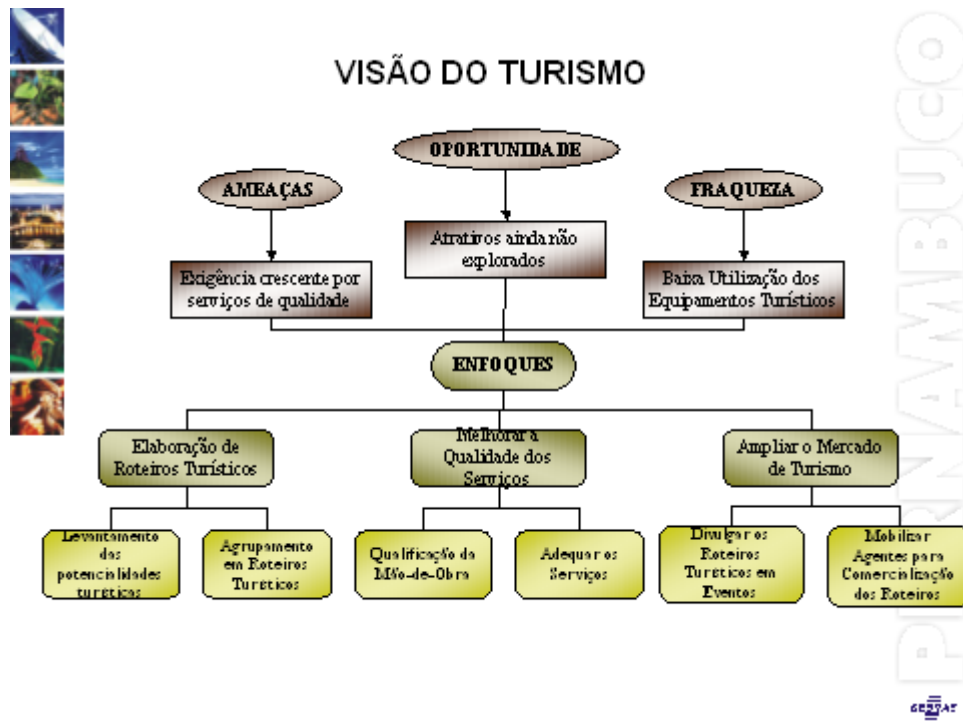 VISÃO DO TURISMO
OPORTUNIDADE
AMEAÇAS
FRAQUEZA
Atrativos ainda não
explorados
Exigência crescente por
serviços de qualidade
Baixa Utilização dos
Equipamentos Turísticos
ENFOQUES
Elaboração de
Roteiros Turísticos
Melhorar a
Qualidade dos
Serviços
Ampliar o Mercado
de Turismo
Levantamento
das
potencialidades
turísticas
Agrupamento
em Roteiros
Turísticos
Qualificação da
Mão-de-Obra
Adequar os
Serviços
Divulgar os
Roteiros
Turísticos em
Eventos
Mobilizar
Agentes para
Comercialização
dos Roteiros
PERNAMBUCO
SEBRAE